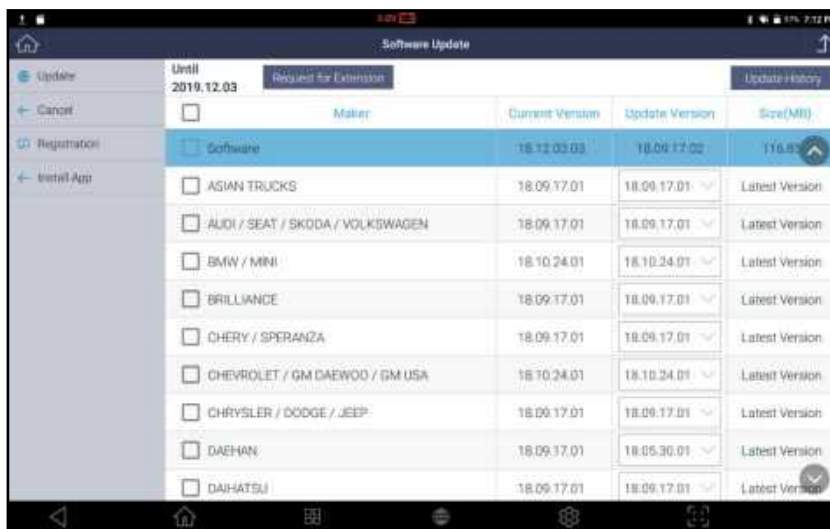 7:12 P
Software Update
Update
Cancel
Registration
Install App
Until
2019.12.03
Request for Extension
Update History
Maker Current Version Update Version Size(MB)
Software 18.12.03.03 18.09.17.02
ASIAN TRUCKS 18.09.17.01 18.09.17.01 Latest Version
AUDI / SEAT / SKODA / VOLKSWAGEN 18.09.17.01 18.09.17.01 Latest Version
BMW / MINI 18.10.24.01 18.10.24.01 Latest Version
BRILLIANCE 18.09.17.01 18.09.17.01 Latest Version
CHERY / SPERANZA 18.09.17.01 18.09.17.01 Latest Version
CHEVROLET / GM DAEWOO / GM USA 18.10.24.01 18.10.24.01 Latest Version
CHRYSLER / DODGE / JEEP 18.09.17.01 18.09.17.01 Latest Version
DAEHAN 18.09.17.01 18.05.30.01 Latest Version
DAIHATSU 18.09.17.01 18.09.17.01 Latest